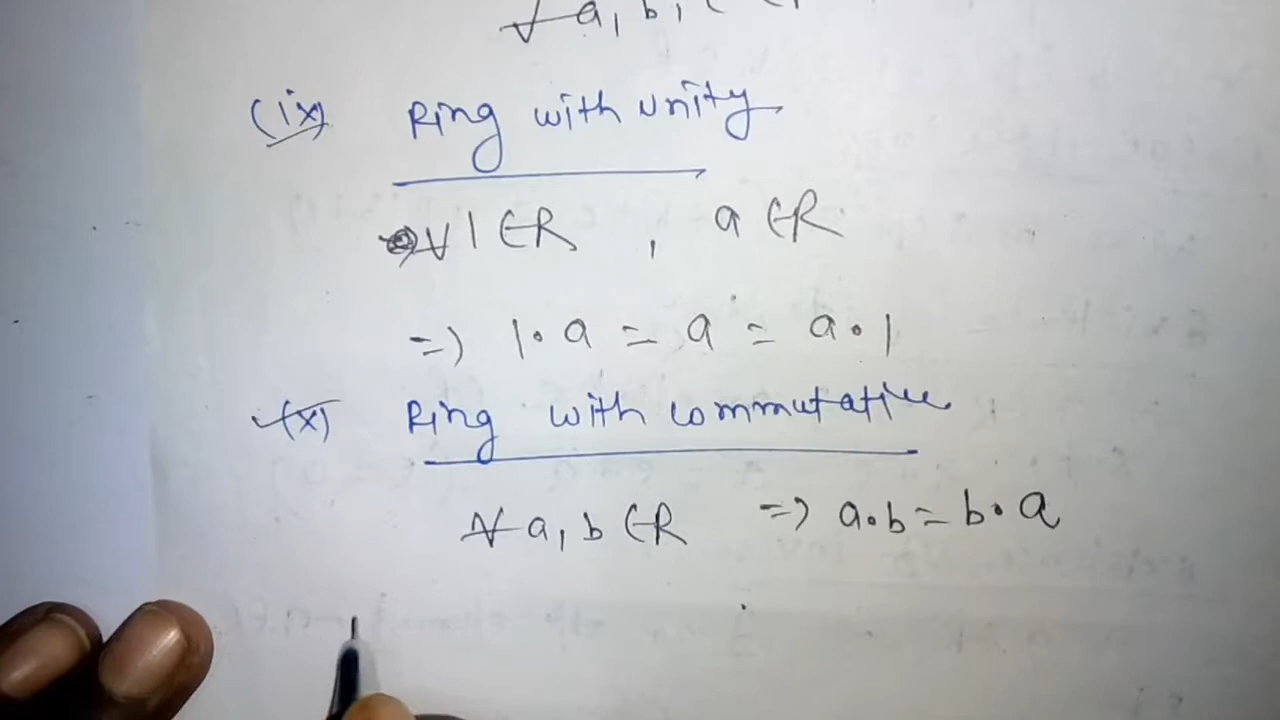 ∀ a, b,
(ix) Ring with unity
∀ 1 ∈ R , a ∈ R
=> 1 • a = a = a • 1
(x) Ring with commutative
∀ a, b ∈ R => a•b = b•a